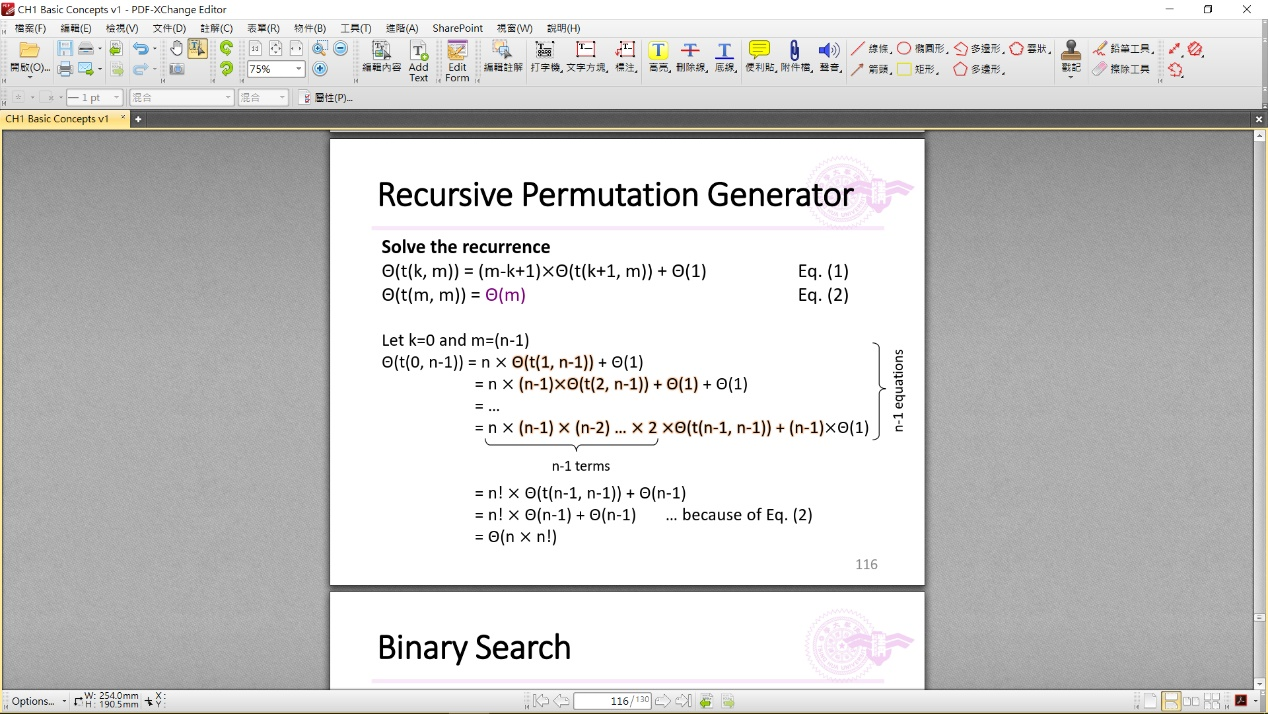 CH1 Basic Concepts v1 - PDF-XChange Editor
檔案(F) 編輯(E) 檢視(V) 文件(D) 註解(C) 表單(R) 物件(B) 工具(T) 進階(A) SharePoint 視窗(W) 說明(H)
開啟(O)... 75% 編輯內容 Add Text Edit Form 編輯註解 打字機 文字方塊 標注 高亮 刪除線 底線 便利貼 附件檔 聲音 線條 橢圓形 多邊形 雲狀 箭頭 矩形 多邊形 戳記 鉛筆工具 擦除工具
1 pt 混合 混合 屬性(P)...
CH1 Basic Concepts v1
Recursive Permutation Generator
Solve the recurrence
Θ(t(k, m)) = (m-k+1)×Θ(t(k+1, m)) + Θ(1) Eq. (1)
Θ(t(m, m)) = Θ(m) Eq. (2)
Let k=0 and m=(n-1)
Θ(t(0, n-1)) = n × Θ(t(1, n-1)) + Θ(1)
= n × (n-1)×Θ(t(2, n-1)) + Θ(1) + Θ(1)
= ...
= n × (n-1) × (n-2) ... × 2 ×Θ(t(n-1, n-1)) + (n-1)×Θ(1)
n-1 equations
n-1 terms
= n! × Θ(t(n-1, n-1)) + Θ(n-1)
= n! × Θ(n-1) + Θ(n-1) ... because of Eq. (2)
= Θ(n × n!)
116
Binary Search
Options... W: 254.0mm H: 190.5mm X: Y: 116 / 130